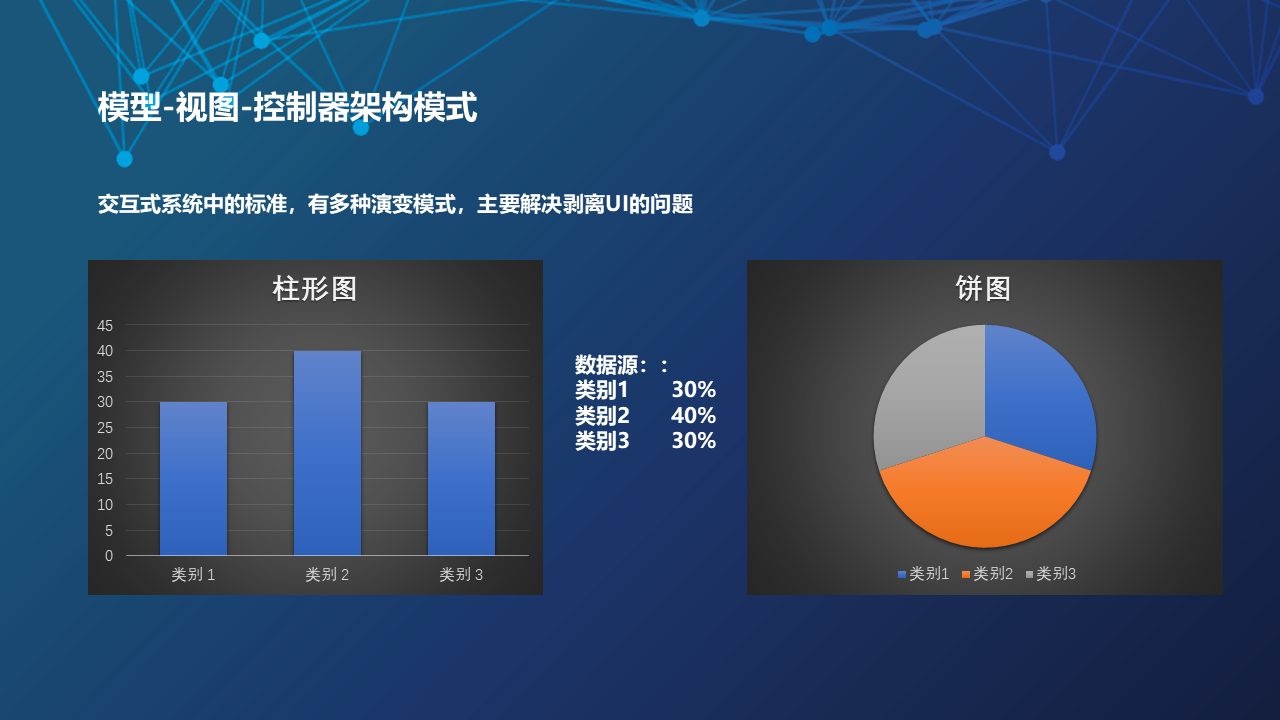 模型-视图-控制器架构模式
交互式系统中的标准，有多种演变模式，主要解决剥离UI的问题
柱形图
45
40
35
30
25
20
15
10
5
0
类别 1
类别 2
类别 3
数据源：:
类别1 30%
类别2 40%
类别3 30%
饼图
类别1 类别2 类别3